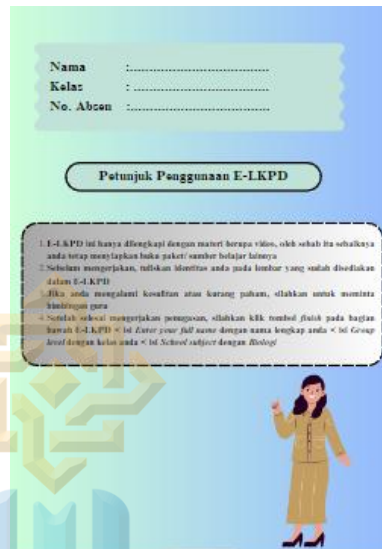 Nama :...............................................
Kelas : ..............................................
No. Absen :...............................................
Petunjuk Penggunaan E-LKPD
1. E-LKPD ini hanya dilengkapi dengan materi berupa video, oleh sebab itu sebaiknya
anda tetap menyiapkan buku paket/ sumber belajar lainnya
2. Sebelum mengerjakan, tuliskan identitas anda pada lembar yang sudah disediakan
dalam E-LKPD
3. Jika anda mengalami kesulitan atau kurang paham, silahkan untuk meminta
bimbingan guru
4. Setelah selesai mengerjakan penugasan, silahkan klik tombol finish pada bagian
bawah E-LKPD < isi Enter your full name dengan nama lengkap anda < isi Group
level dengan kelas anda < isi School subject dengan Biologi